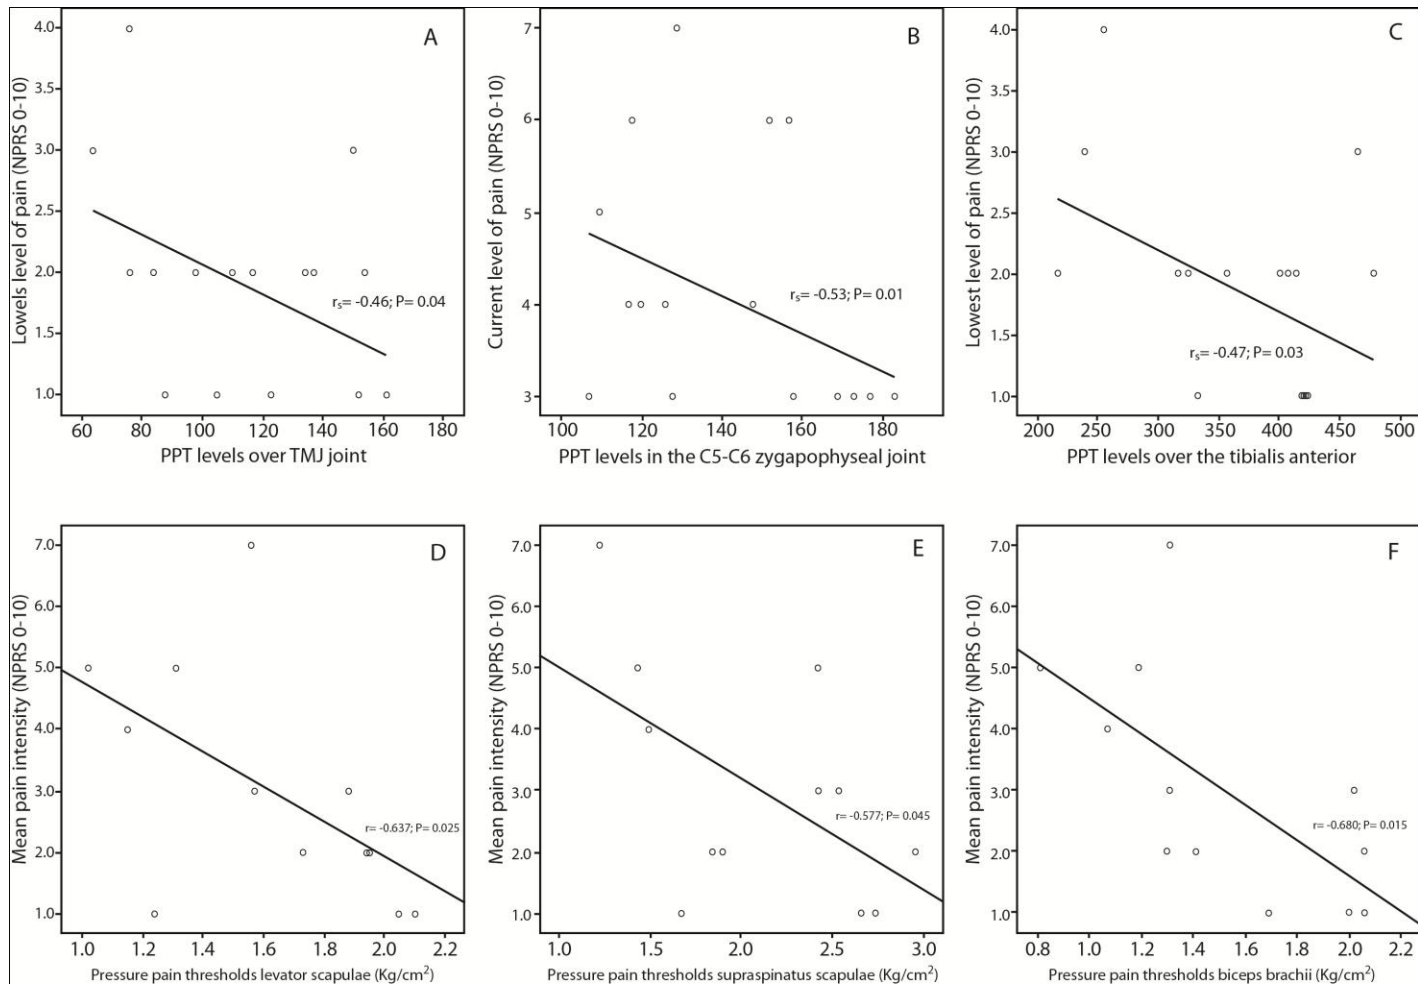 A
Lowels level of pain (NPRS 0-10)
4.0
3.5
3.0
2.5
2.0
1.5
1.0
rs= -0.46; P= 0.04
60 80 100 120 140 160 180
PPT levels over TMJ joint
B
Current level of pain (NPRS 0-10)
7
6
5
4
3
rs= -0.53; P= 0.01
100 120 140 160 180
PPT levels in the C5-C6 zygapophyseal joint
C
Lowest level of pain (NPRS 0-10)
4.0
3.5
3.0
2.5
2.0
1.5
1.0
rs= -0.47; P= 0.03
200 250 300 350 400 450 500
PPT levels over the tibialis anterior
D
Mean pain intensity (NPRS 0-10)
7.0
6.0
5.0
4.0
3.0
2.0
1.0
r= -0.637; P= 0.025
1.0 1.2 1.4 1.6 1.8 2.0 2.2
Pressure pain thresholds levator scapulae (Kg/cm²)
E
Mean pain intensity (NPRS 0-10)
7.0
6.0
5.0
4.0
3.0
2.0
1.0
r= -0.577; P= 0.045
1.0 1.5 2.0 2.5 3.0
Pressure pain thresholds supraspinatus scapulae (Kg/cm²)
F
Mean pain intensity (NPRS 0-10)
7.0
6.0
5.0
4.0
3.0
2.0
1.0
r= -0.680; P= 0.015
0.8 1.0 1.2 1.4 1.6 1.8 2.0 2.2
Pressure pain thresholds biceps brachii (Kg/cm²)